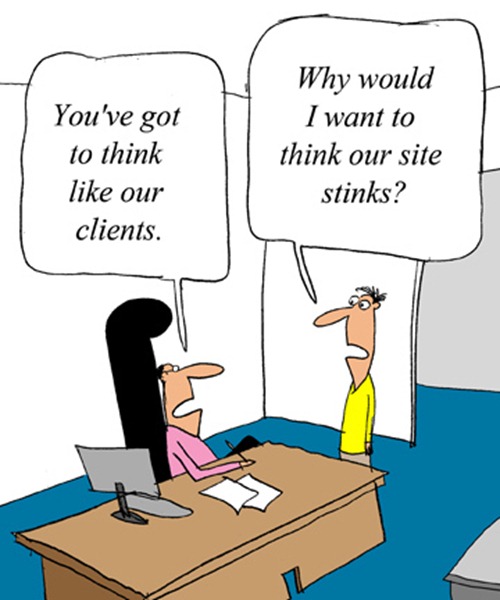 You've got
to think
like our
clients.
Why would
I want to
think our site
stinks?